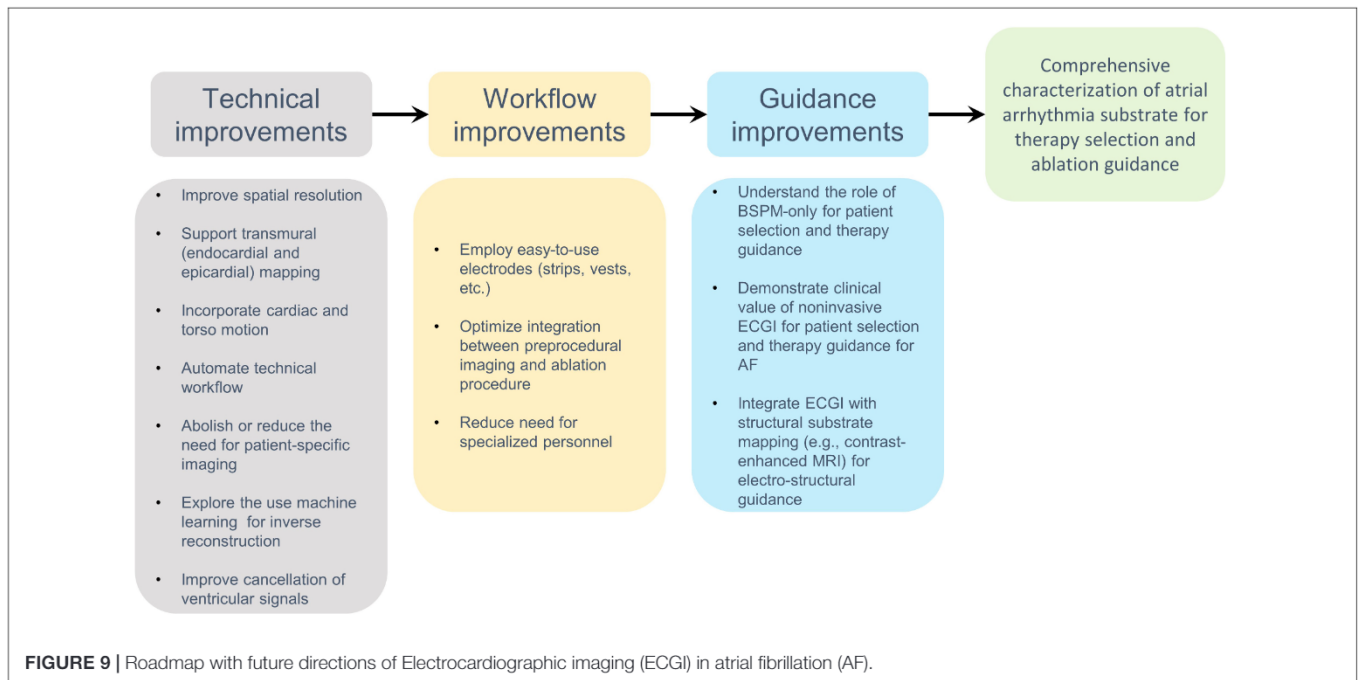 Technical
improvements
Workflow
improvements
Guidance
improvements
Comprehensive
characterization of atrial
arrhythmia substrate for
therapy selection and
ablation guidance
• Improve spatial resolution
• Support transmural
(endocardial and
epicardial) mapping
• Incorporate cardiac and
torso motion
• Automate technical
workflow
• Abolish or reduce the
need for patient-specific
imaging
• Explore the use machine
learning for inverse
reconstruction
• Improve cancellation of
ventricular signals
• Employ easy-to-use
electrodes (strips, vests,
etc.)
• Optimize integration
between preprocedural
imaging and ablation
procedure
• Reduce need for
specialized personnel
• Understand the role of
BSPM-only for patient
selection and therapy
guidance
• Demonstrate clinical
value of noninvasive
ECGI for patient selection
and therapy guidance for
AF
• Integrate ECGI with
structural substrate
mapping (e.g., contrast-
enhanced MRI) for
electro-structural
guidance
FIGURE 9 | Roadmap with future directions of Electrocardiographic imaging (ECGI) in atrial fibrillation (AF).